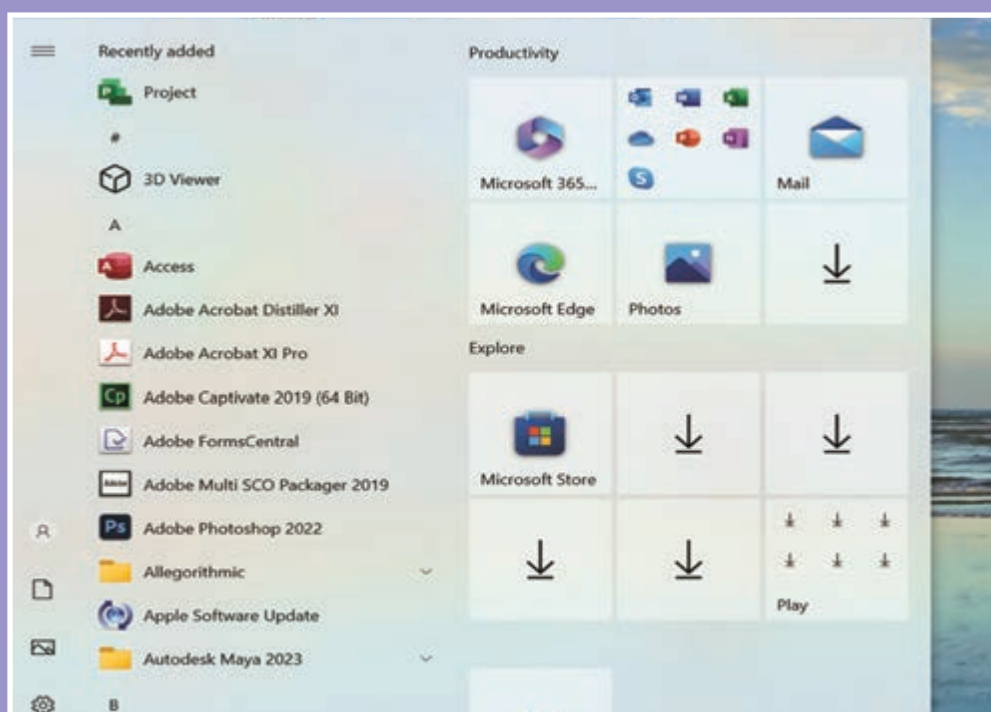 Recently added
Project
#
3D Viewer
A
Access
Adobe Acrobat Distiller XI
Adobe Acrobat XI Pro
Adobe Captivate 2019 (64 Bit)
Adobe FormsCentral
Adobe Multi SCO Packager 2019
Adobe Photoshop 2022
Allegorithmic
Apple Software Update
Autodesk Maya 2023
B
Productivity
Microsoft 365...
Mail
Microsoft Edge
Photos
Explore
Microsoft Store
Play